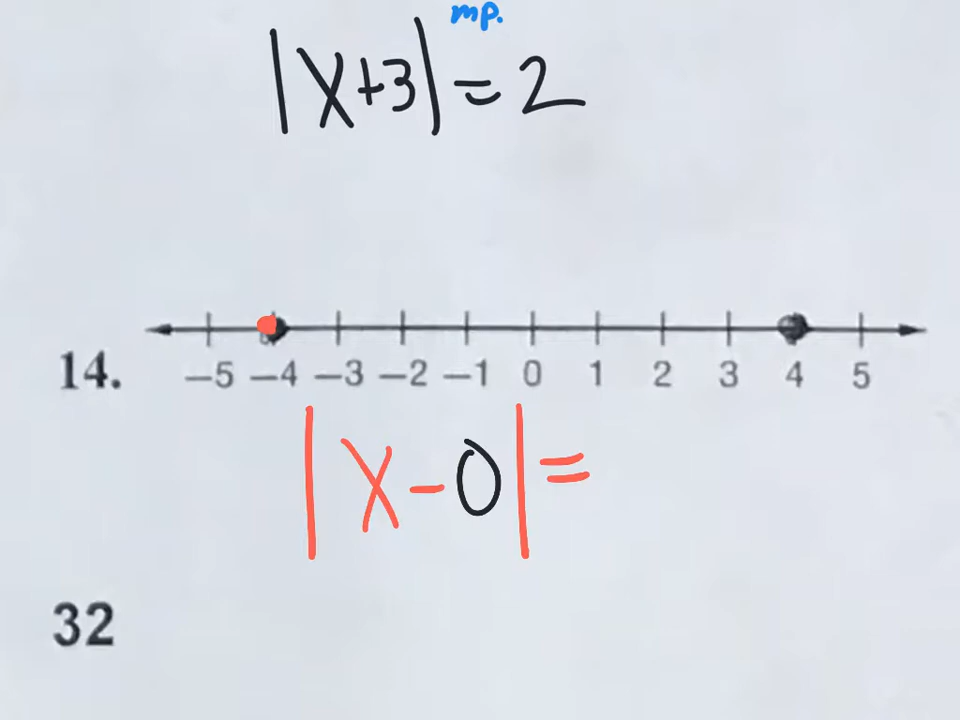 mp.
|x+3| = 2
14.
−5 −4 −3 −2 −1 0 1 2 3 4 5
|x-0| =
32